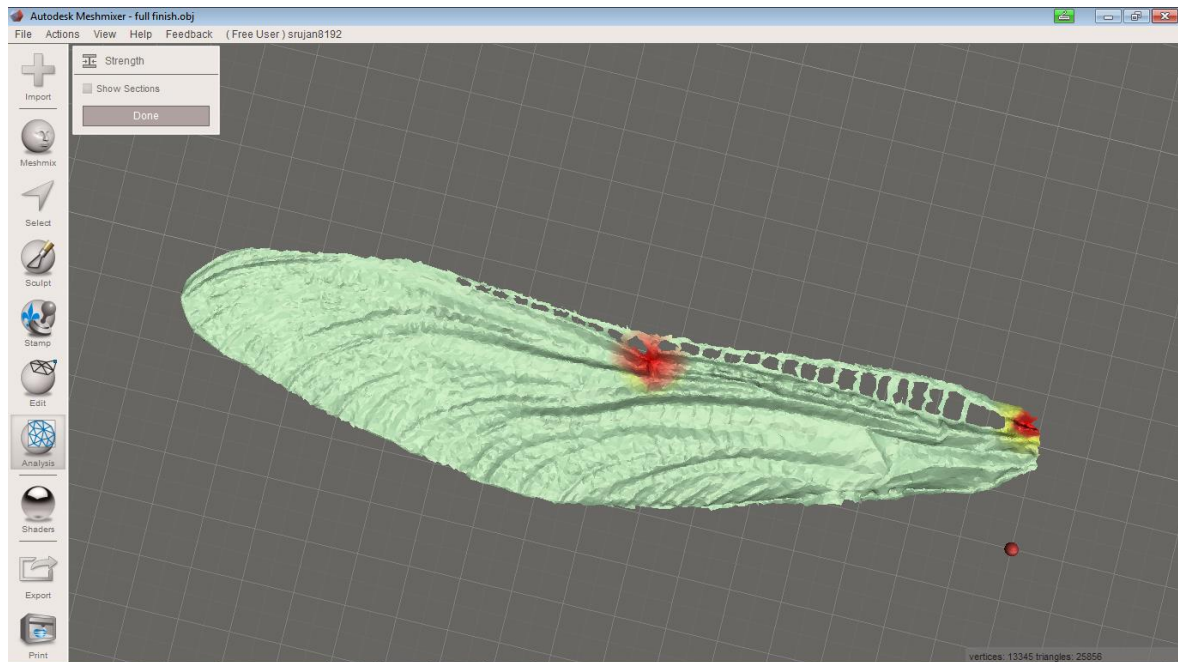 Autodesk Meshmixer - full finish.obj
File Actions View Help Feedback ( Free User ) srujan8192
Strength
Show Sections
Done
Import
Meshmix
Select
Sculpt
Stamp
Edit
Analysis
Shaders
Export
Print
vertices: 13345 triangles: 25856